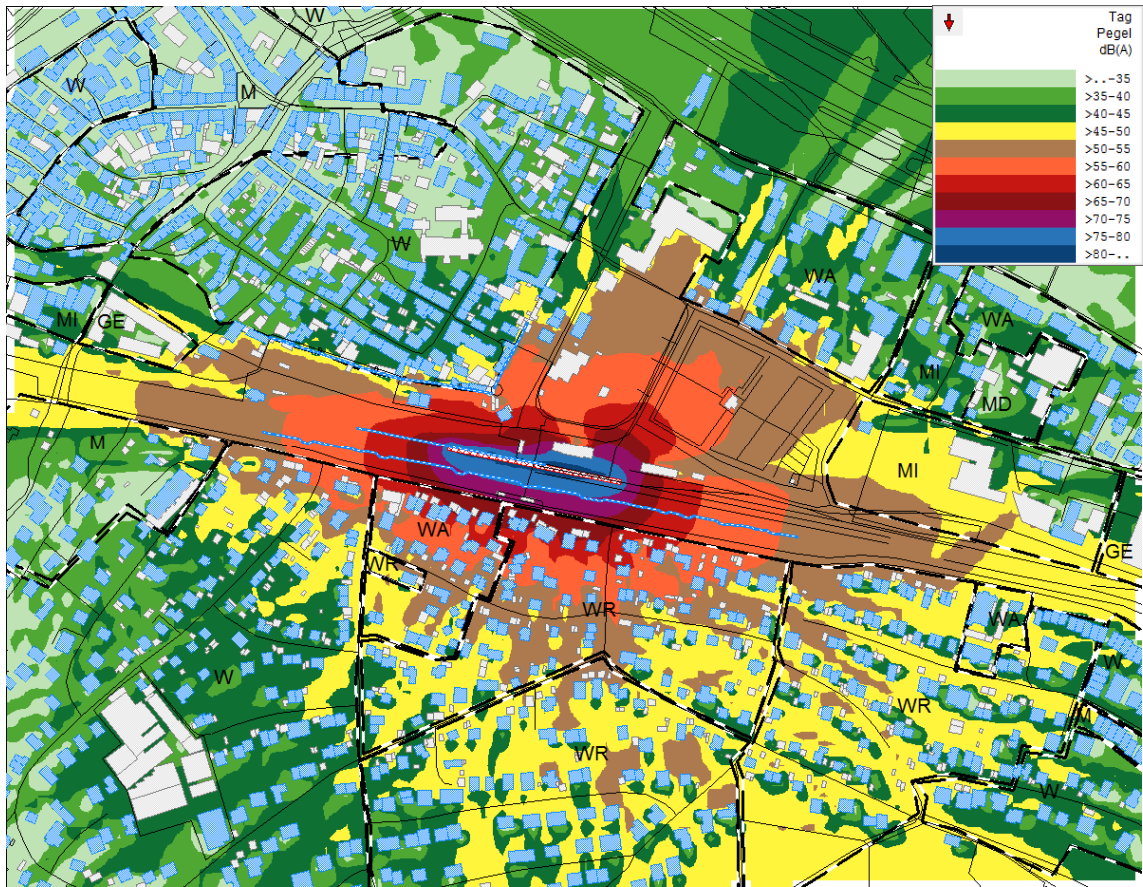 Tag
Pegel
dB(A)
>..-35
>35-40
>40-45
>45-50
>50-55
>55-60
>60-65
>65-70
>70-75
>75-80
>80-..
W
W
M
W
WA
WA
MI
GE
MI
MD
M
MI
WA
GE
WR
WR
WA
W
W
WR
M
WR
W